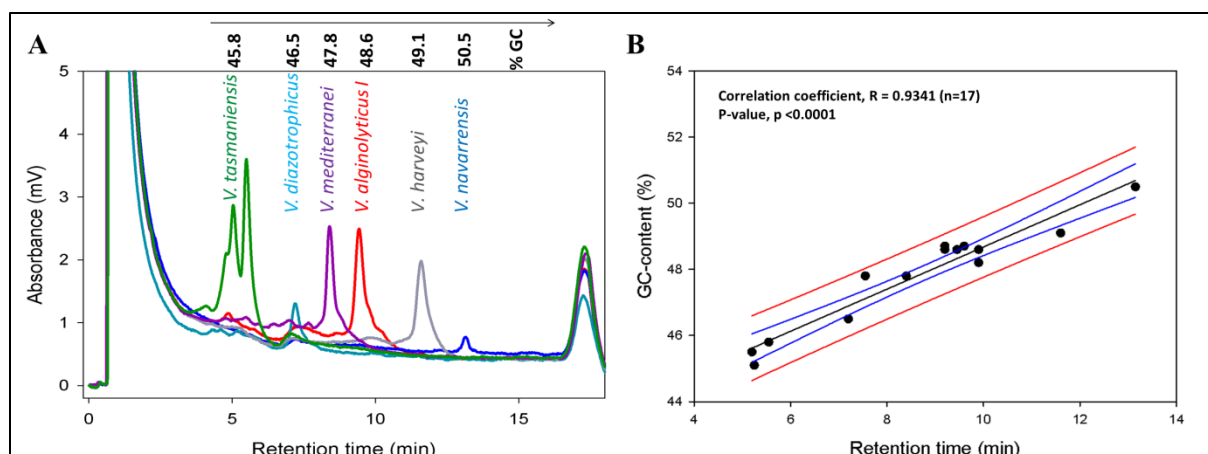 A
45.8
46.5
47.8
48.6
49.1
50.5
% GC
V. tasmaniensis
V. diazotrophicus
V. mediterranei
V. alginolyticus I
V. harveyi
V. navarrensis
Absorbance (mV)
5
4
3
2
1
0
0
5
10
15
Retention time (min)
B
Correlation coefficient, R = 0.9341 (n=17)
P-value, p <0.0001
GC-content (%)
54
52
50
48
46
44
4
6
8
10
12
14
Retention time (min)